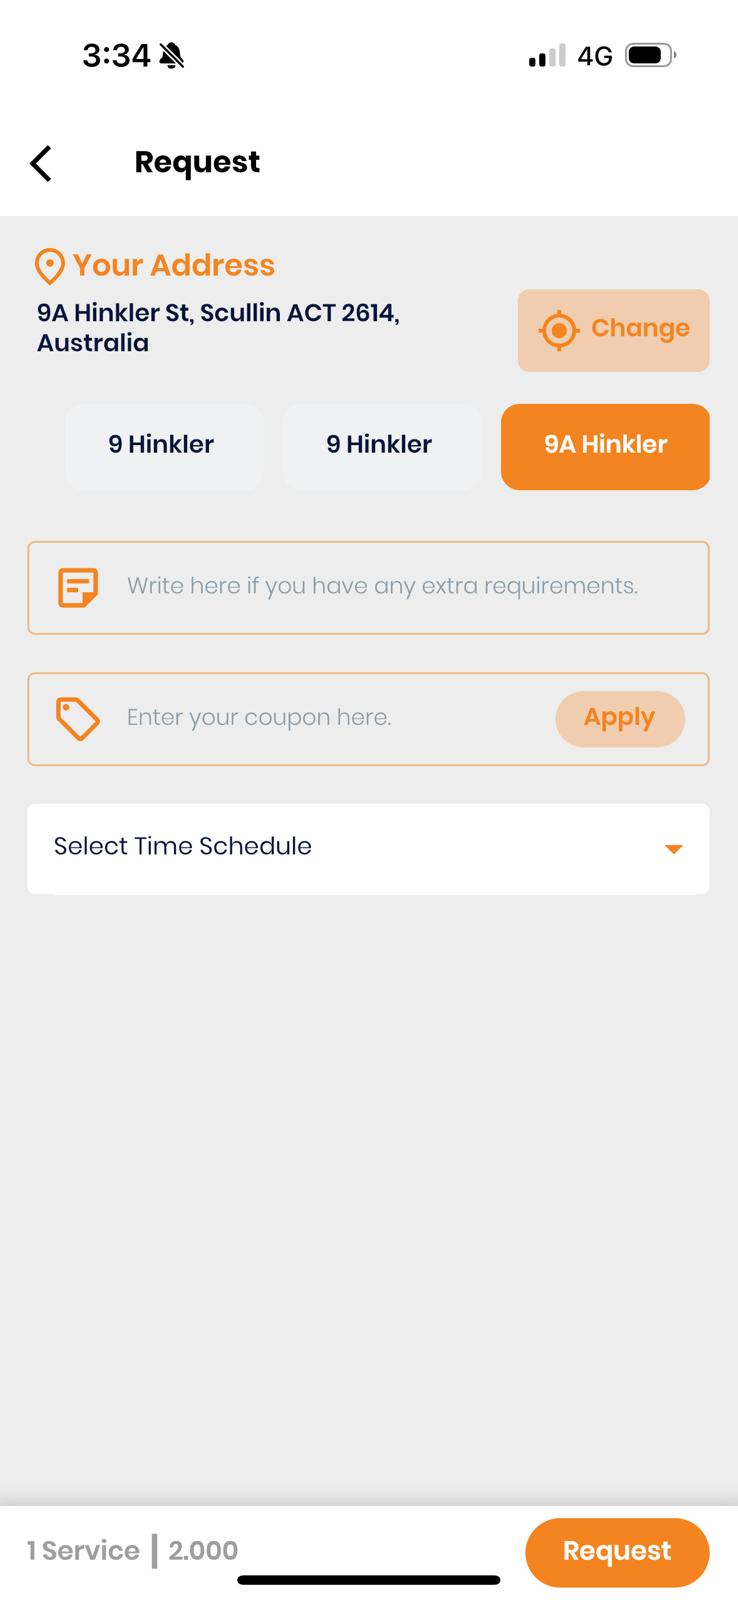 3:34
4G
Request
Your Address
9A Hinkler St, Scullin ACT 2614,
Australia
Change
9 Hinkler
9 Hinkler
9A Hinkler
Write here if you have any extra requirements.
Enter your coupon here.
Apply
Select Time Schedule
1 Service | 2.000
Request